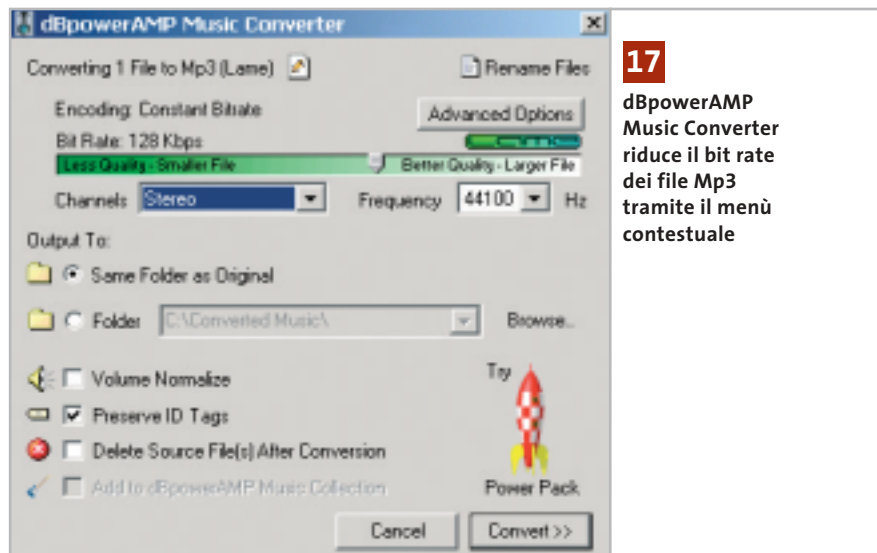 dBpowerAMP Music Converter
Converting 1 File to Mp3 (Lame)
Rename Files
Encoding: Constant Bitrate
Advanced Options
Bit Rate: 128 Kbps
Less Quality - Smaller File
Better Quality - Larger File
Channels Stereo
Frequency 44100 Hz
Output To:
Same Folder as Original
Folder C:\Converted Music\
Browse...
Volume Normalize
Preserve ID Tags
Delete Source File(s) After Conversion
Add to dBpowerAMP Music Collection
Try
Power Pack
Cancel
Convert >>
17
dBpowerAMP
Music Converter
riduce il bit rate
dei file Mp3
tramite il menù
contestuale